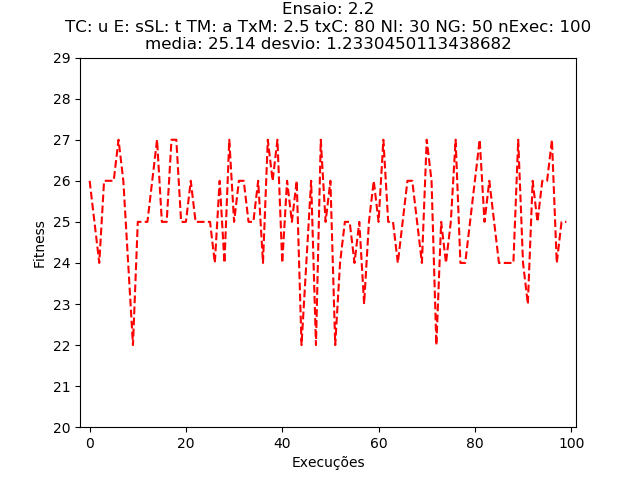 Ensaio: 2.2
TC: u E: sSL: t TM: a TxM: 2.5 txC: 80 NI: 30 NG: 50 nExec: 100
media: 25.14 desvio: 1.2330450113438682
29
28
27
26
25
24
23
22
21
20
Fitness
0 20 40 60 80 100
Execuções